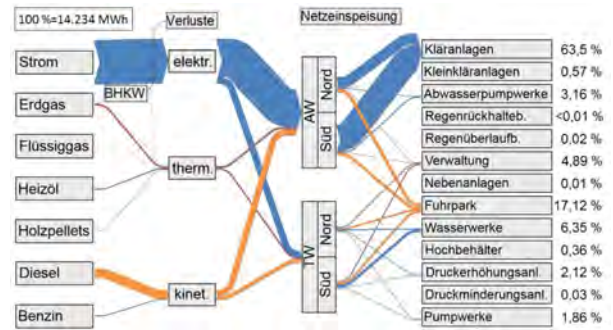 100 %=14.234 MWh
Verluste
Netzeinspeisung
Strom
elektr.
BHKW
Erdgas
Flüssiggas
therm.
Heizöl
Holzpellets
Diesel
kinet.
Benzin
AW
Nord
Süd
TW
Nord
Süd
Kläranlagen 63,5 %
Kleinkläranlagen 0,57 %
Abwasserpumpwerke 3,16 %
Regenrückhalteb. <0,01 %
Regenüberlaufb. 0,02 %
Verwaltung 4,89 %
Nebenanlagen 0,01 %
Fuhrpark 17,12 %
Wasserwerke 6,35 %
Hochbehälter 0,36 %
Druckerhöhungsanl. 2,12 %
Druckminderungsanl. 0,03 %
Pumpwerke 1,86 %